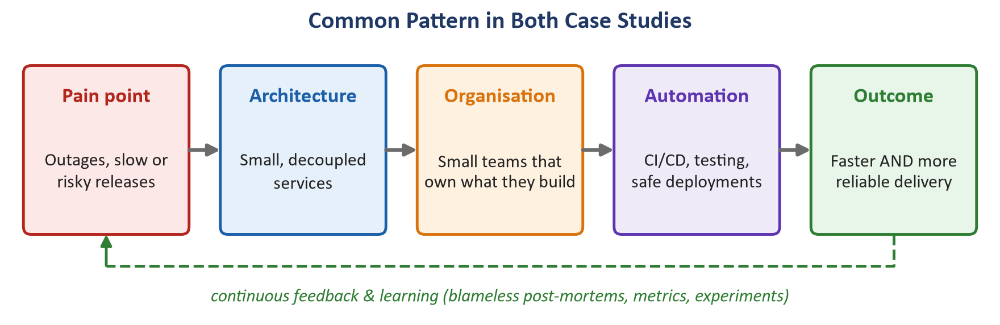 Common Pattern in Both Case Studies
Pain point
Outages, slow or
risky releases
Architecture
Small, decoupled
services
Organisation
Small teams that
own what they build
Automation
CI/CD, testing,
safe deployments
Outcome
Faster AND more
reliable delivery
continuous feedback & learning (blameless post-mortems, metrics, experiments)